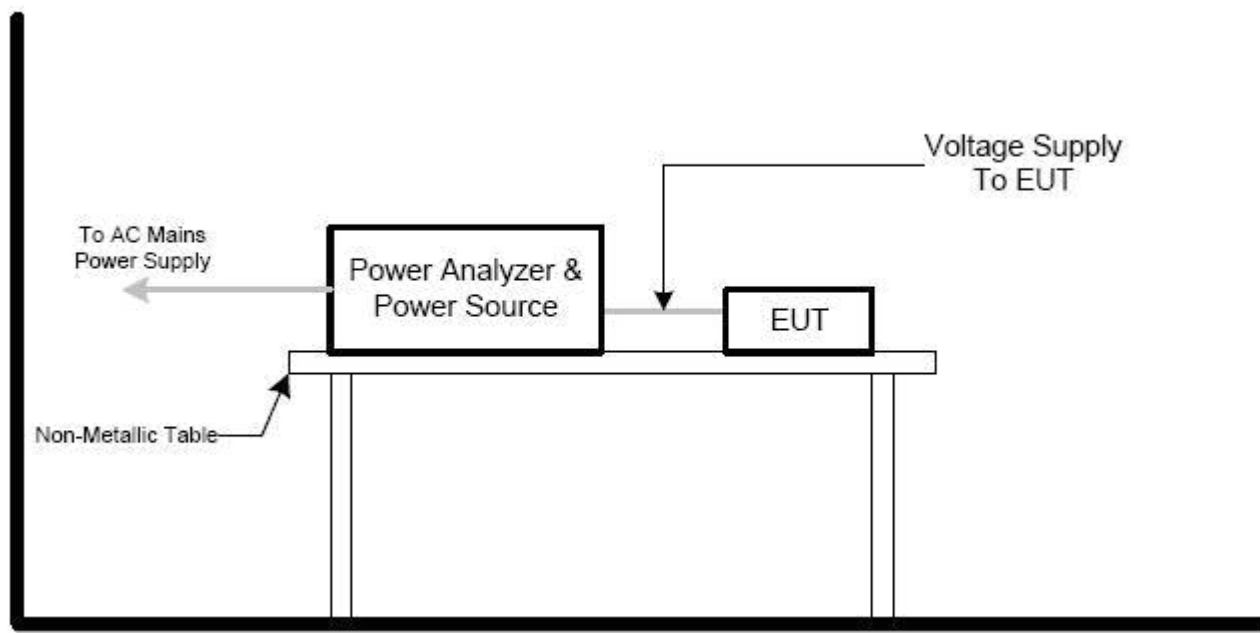 Voltage Supply
To EUT
To AC Mains
Power Supply
Power Analyzer &
Power Source
EUT
Non-Metallic Table